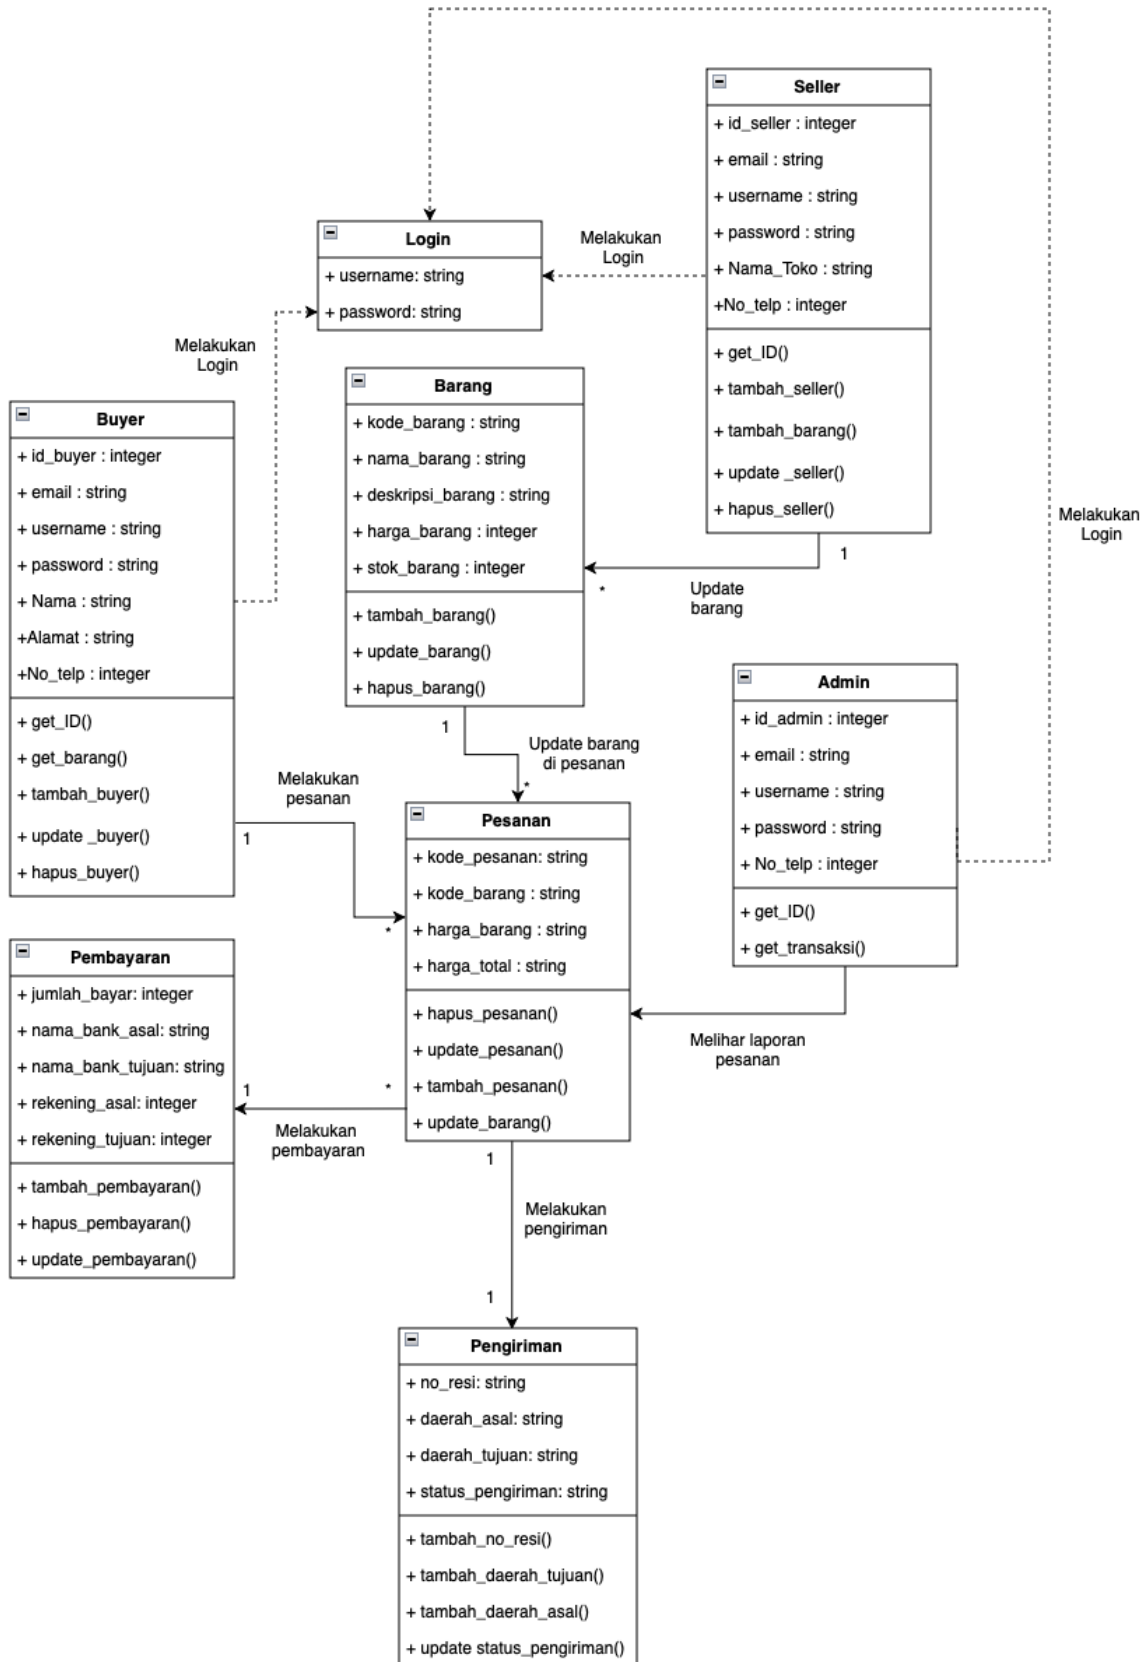 Seller
+ id_seller : integer
+ email : string
+ username : string
+ password : string
+ Nama_Toko : string
+No_telp : integer
+ get_ID()
+ tambah_seller()
+ tambah_barang()
+ update _seller()
+ hapus_seller()
Login
+ username: string
+ password: string
Melakukan
Login
Melakukan
Login
Melakukan
Login
Barang
+ kode_barang : string
+ nama_barang : string
+ deskripsi_barang : string
+ harga_barang : integer
+ stok_barang : integer
+ tambah_barang()
+ update_barang()
+ hapus_barang()
1
*
Update
barang
Buyer
+ id_buyer : integer
+ email : string
+ username : string
+ password : string
+ Nama : string
+Alamat : string
+No_telp : integer
+ get_ID()
+ get_barang()
+ tambah_buyer()
+ update _buyer()
+ hapus_buyer()
Admin
+ id_admin : integer
+ email : string
+ username : string
+ password : string
+ No_telp : integer
+ get_ID()
+ get_transaksi()
1
Update barang
di pesanan
*
Melakukan
pesanan
1
*
Pesanan
+ kode_pesanan: string
+ kode_barang : string
+ harga_barang : string
+ harga_total : string
+ hapus_pesanan()
+ update_pesanan()
+ tambah_pesanan()
+ update_barang()
Melihar laporan
pesanan
Pembayaran
+ jumlah_bayar: integer
+ nama_bank_asal: string
+ nama_bank_tujuan: string
+ rekening_asal: integer
+ rekening_tujuan: integer
+ tambah_pembayaran()
+ hapus_pembayaran()
+ update_pembayaran()
1
*
Melakukan
pembayaran
1
Melakukan
pengiriman
1
Pengiriman
+ no_resi: string
+ daerah_asal: string
+ daerah_tujuan: string
+ status_pengiriman: string
+ tambah_no_resi()
+ tambah_daerah_tujuan()
+ tambah_daerah_asal()
+ update status_pengiriman()